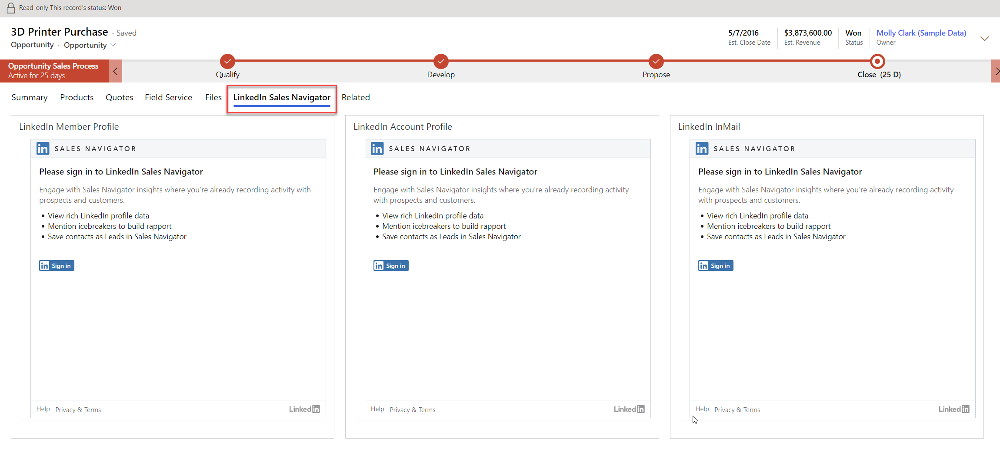 Read-only This record's status: Won
3D Printer Purchase - Saved
Opportunity · Opportunity
5/7/2016
Est. Close Date
$3,873,600.00
Est. Revenue
Won
Status
Molly Clark (Sample Data)
Owner
Opportunity Sales Process
Active for 25 days
Qualify
Develop
Propose
Close (25 D)
Summary Products Quotes Field Service Files LinkedIn Sales Navigator Related
LinkedIn Member Profile
in SALES NAVIGATOR
Please sign in to LinkedIn Sales Navigator
Engage with Sales Navigator insights where you're already recording activity with
prospects and customers.
• View rich LinkedIn profile data
• Mention icebreakers to build rapport
• Save contacts as Leads in Sales Navigator
in Sign in
Help Privacy & Terms LinkedIn
LinkedIn Account Profile
in SALES NAVIGATOR
Please sign in to LinkedIn Sales Navigator
Engage with Sales Navigator insights where you're already recording activity
with prospects and customers.
• View rich LinkedIn profile data
• Mention icebreakers to build rapport
• Save contacts as Leads in Sales Navigator
in Sign in
Help Privacy & Terms LinkedIn
LinkedIn InMail
in SALES NAVIGATOR
Please sign in to LinkedIn Sales Navigator
Engage with Sales Navigator insights where you're already recording activity
with prospects and customers.
• View rich LinkedIn profile data
• Mention icebreakers to build rapport
• Save contacts as Leads in Sales Navigator
in Sign in
Help Privacy & Terms LinkedIn